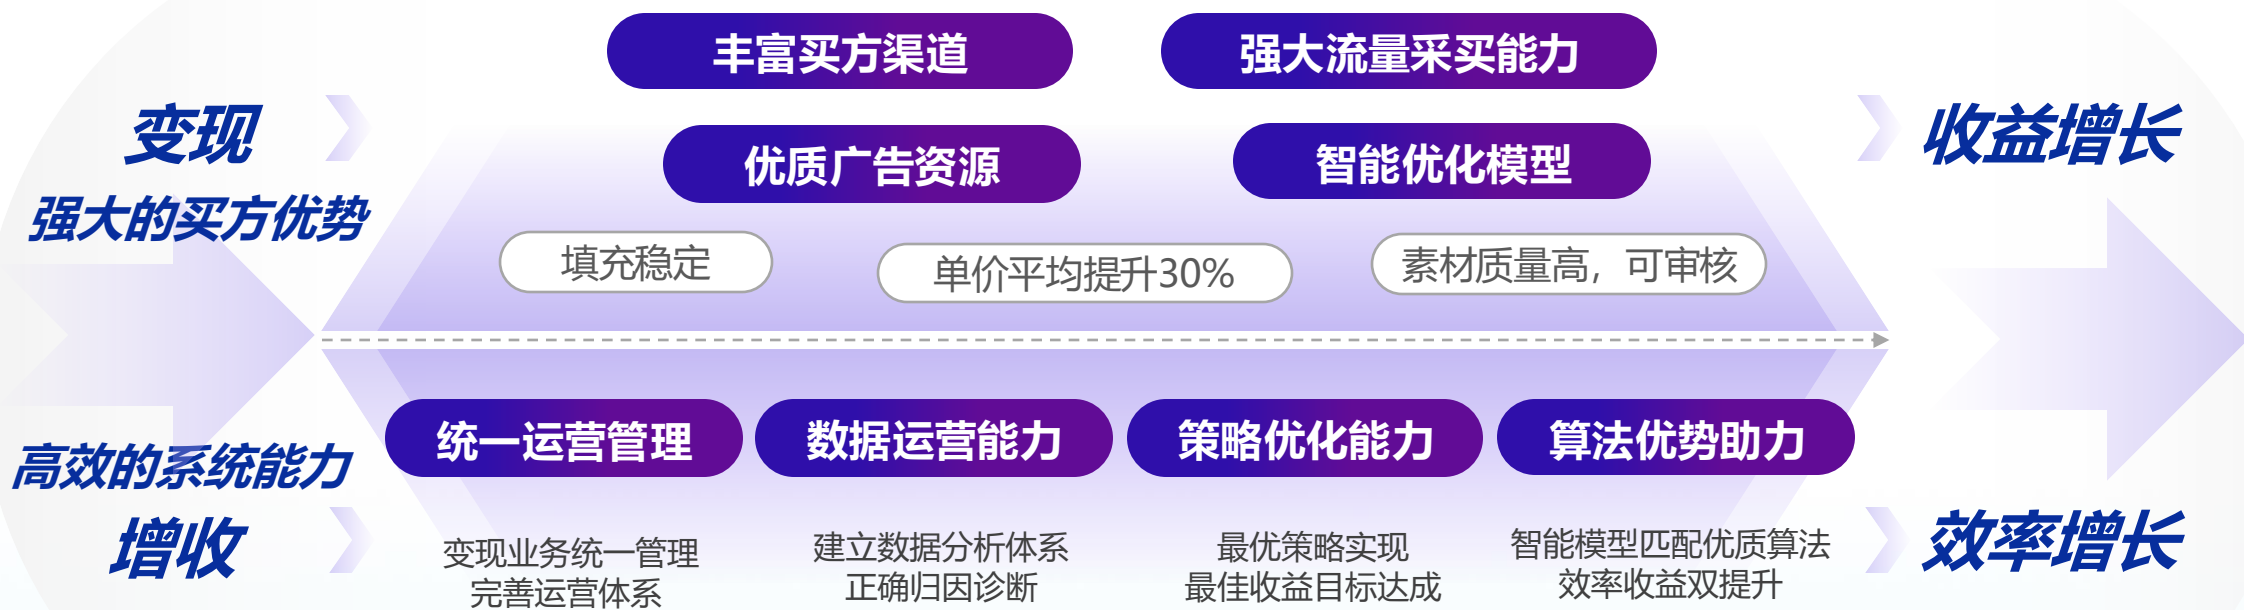 丰富买方渠道
强大流量采买能力
变现
收益增长
优质广告资源
智能优化模型
强大的买方优势
填充稳定
单价平均提升30%
素材质量高，可审核
统一运营管理
数据运营能力
策略优化能力
算法优势助力
高效的系统能力
增收
效率增长
变现业务统一管理
完善运营体系
建立数据分析体系
正确归因诊断
最优策略实现
最佳收益目标达成
智能模型匹配优质算法
效率收益双提升